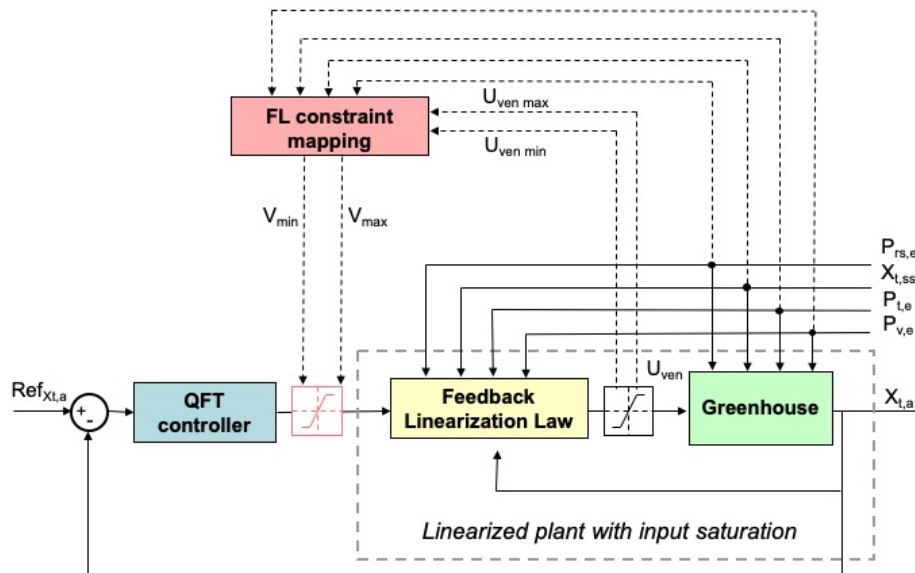 FL constraint
mapping
U_ven max
U_ven min
V_min
V_max
P_rs,e
X_t,ss
P_t,e
P_v,e
Ref_Xt,a
+
-
QFT
controller
Feedback
Linearization Law
U_ven
Greenhouse
X_t,a
Linearized plant with input saturation